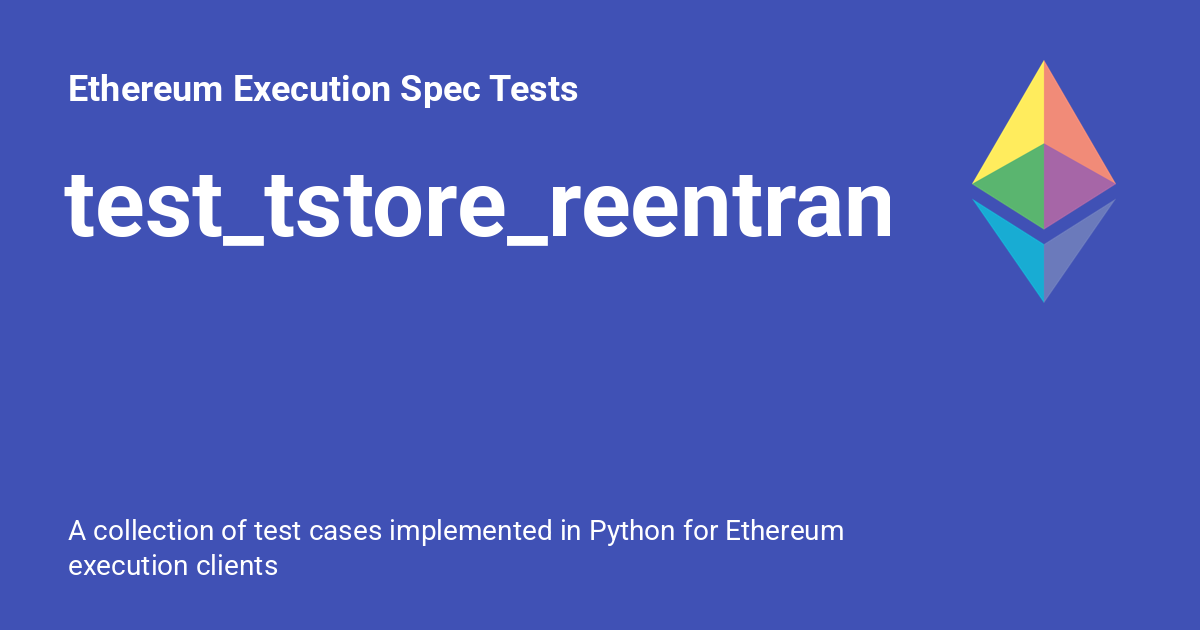 Ethereum Execution Spec Tests
test_tstore_reentran
A collection of test cases implemented in Python for Ethereum
execution clients